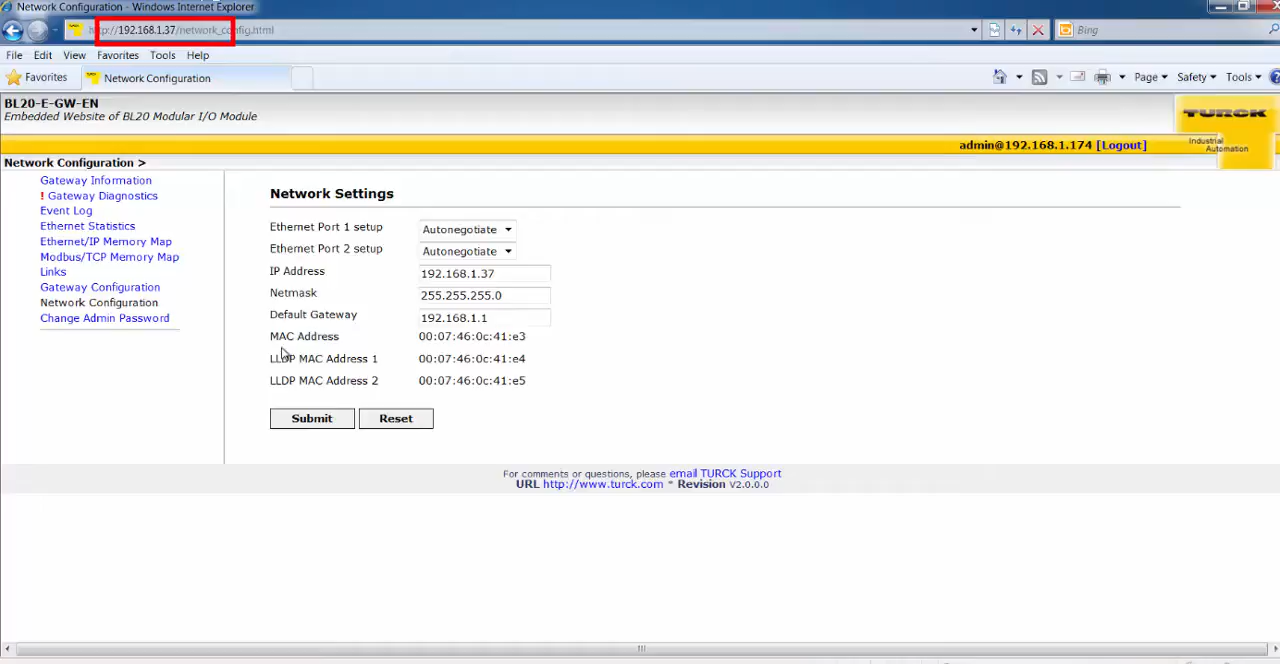 Network Configuration - Windows Internet Explorer
http://192.168.1.37/network_config.html
Bing
File Edit View Favorites Tools Help
Favorites Network Configuration Page Safety Tools
BL20-E-GW-EN
Embedded Website of BL20 Modular I/O Module
TURCK
Industrial
Automation
admin@192.168.1.174 [Logout]
Network Configuration >
Gateway Information
! Gateway Diagnostics
Event Log
Ethernet Statistics
Ethernet/IP Memory Map
Modbus/TCP Memory Map
Links
Gateway Configuration
Network Configuration
Change Admin Password
Network Settings
Ethernet Port 1 setup Autonegotiate
Ethernet Port 2 setup Autonegotiate
IP Address 192.168.1.37
Netmask 255.255.255.0
Default Gateway 192.168.1.1
MAC Address 00:07:46:0c:41:e3
LLDP MAC Address 1 00:07:46:0c:41:e4
LLDP MAC Address 2 00:07:46:0c:41:e5
Submit Reset
For comments or questions, please email TURCK Support
URL http://www.turck.com * Revision V2.0.0.0